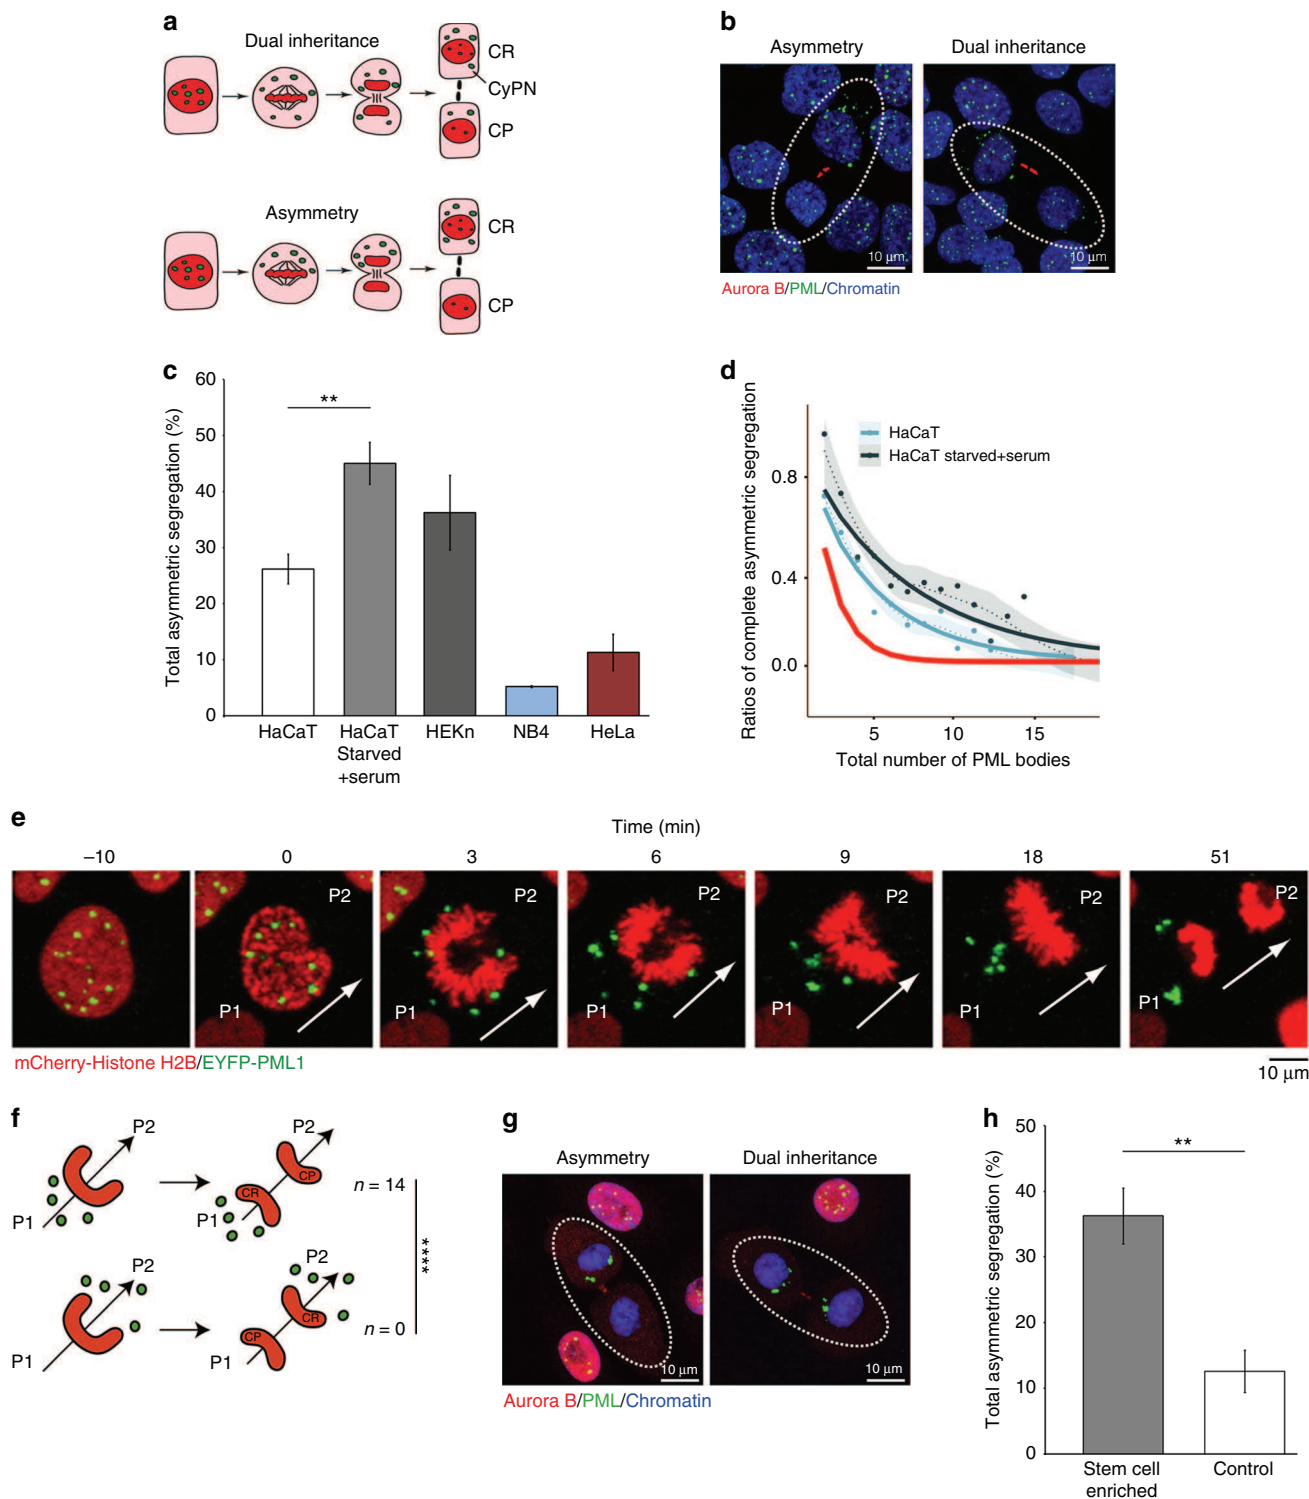 a
Dual inheritance
CR
CyPN
CP
Asymmetry
CR
CP
b
Asymmetry
Dual inheritance
10 μm
10 μm
Aurora B/PML/Chromatin
c
Total asymmetric segregation (%)
60
50
40
30
20
10
0
**
HaCaT
HaCaT
Starved
+serum
HEKn
NB4
HeLa
d
Ratios of complete asymmetric segregation
HaCaT
HaCaT starved+serum
0.8
0.4
0.0
5
10
15
Total number of PML bodies
e
Time (min)
–10
0
3
6
9
18
51
P2
P2
P2
P2
P2
P2
P1
P1
P1
P1
P1
P1
mCherry-Histone H2B/EYFP-PML1
10 μm
f
P2
P1
P2
CR
CP
P1
n = 14
****
P2
P1
P2
CR
CP
P1
n = 0
g
Asymmetry
Dual inheritance
10 μm
10 μm
Aurora B/PML/Chromatin
h
Total asymmetric segregation (%)
50
40
30
20
10
0
**
Stem cell
enriched
Control